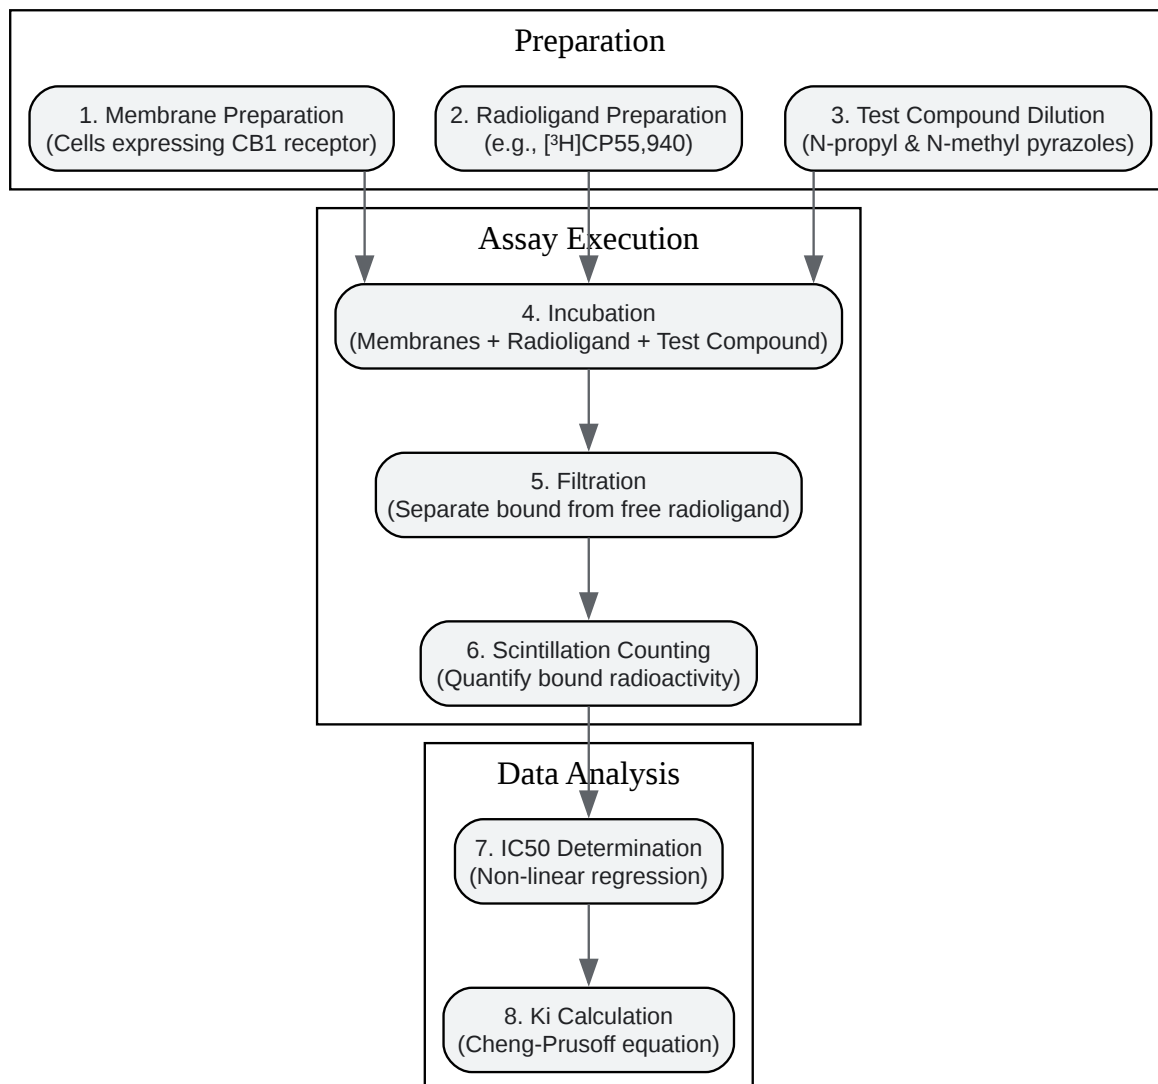 Preparation
1. Membrane Preparation
(Cells expressing CB1 receptor)
2. Radioligand Preparation
(e.g., [³H]CP55,940)
3. Test Compound Dilution
(N-propyl & N-methyl pyrazoles)
Assay Execution
4. Incubation
(Membranes + Radioligand + Test Compound)
5. Filtration
(Separate bound from free radioligand)
6. Scintillation Counting
(Quantify bound radioactivity)
Data Analysis
7. IC50 Determination
(Non-linear regression)
8. Ki Calculation
(Cheng-Prusoff equation)